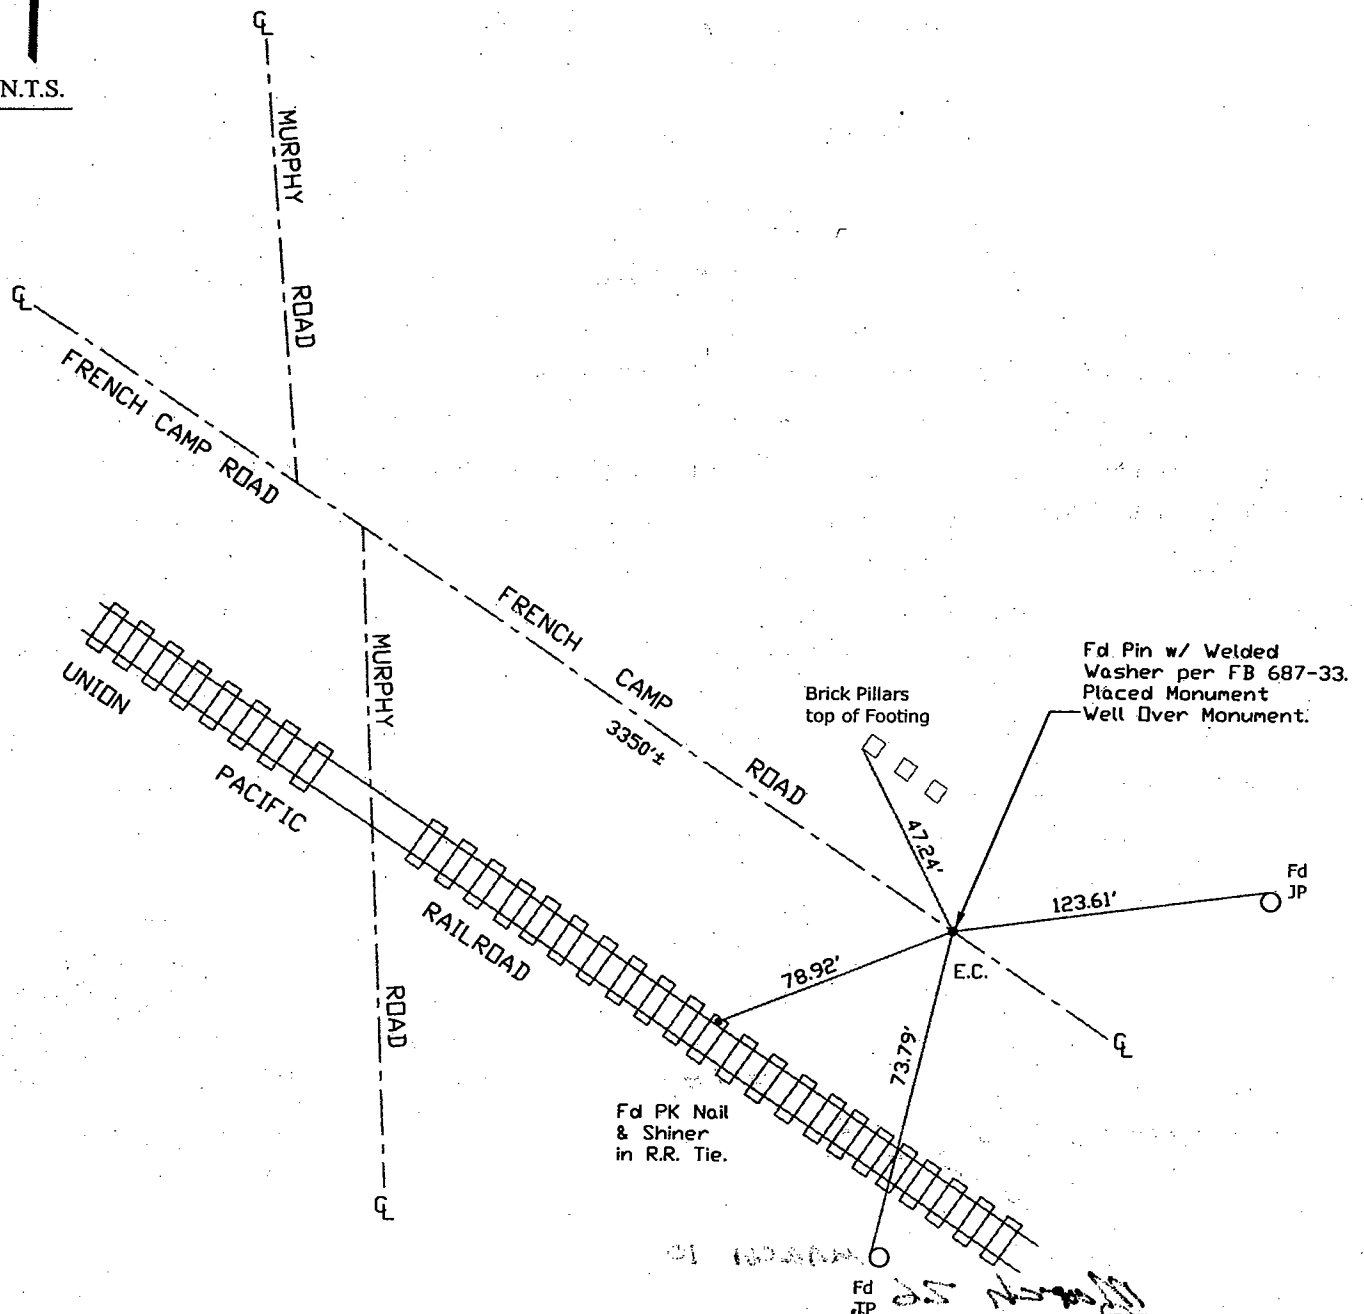 N.T.S.
℄
MURPHY
ROAD
℄
FRENCH CAMP ROAD
FRENCH
CAMP
ROAD
3350'±
MURPHY
ROAD
℄
UNION
PACIFIC
RAILROAD
Brick Pillars
top of Footing
Fd Pin w/ Welded
Washer per FB 687-33.
Placed Monument
Well Over Monument.
47.24'
123.61'
Fd
JP
78.92'
E.C.
73.79'
℄
Fd PK Nail
& Shiner
in R.R. Tie.
Fd
JP